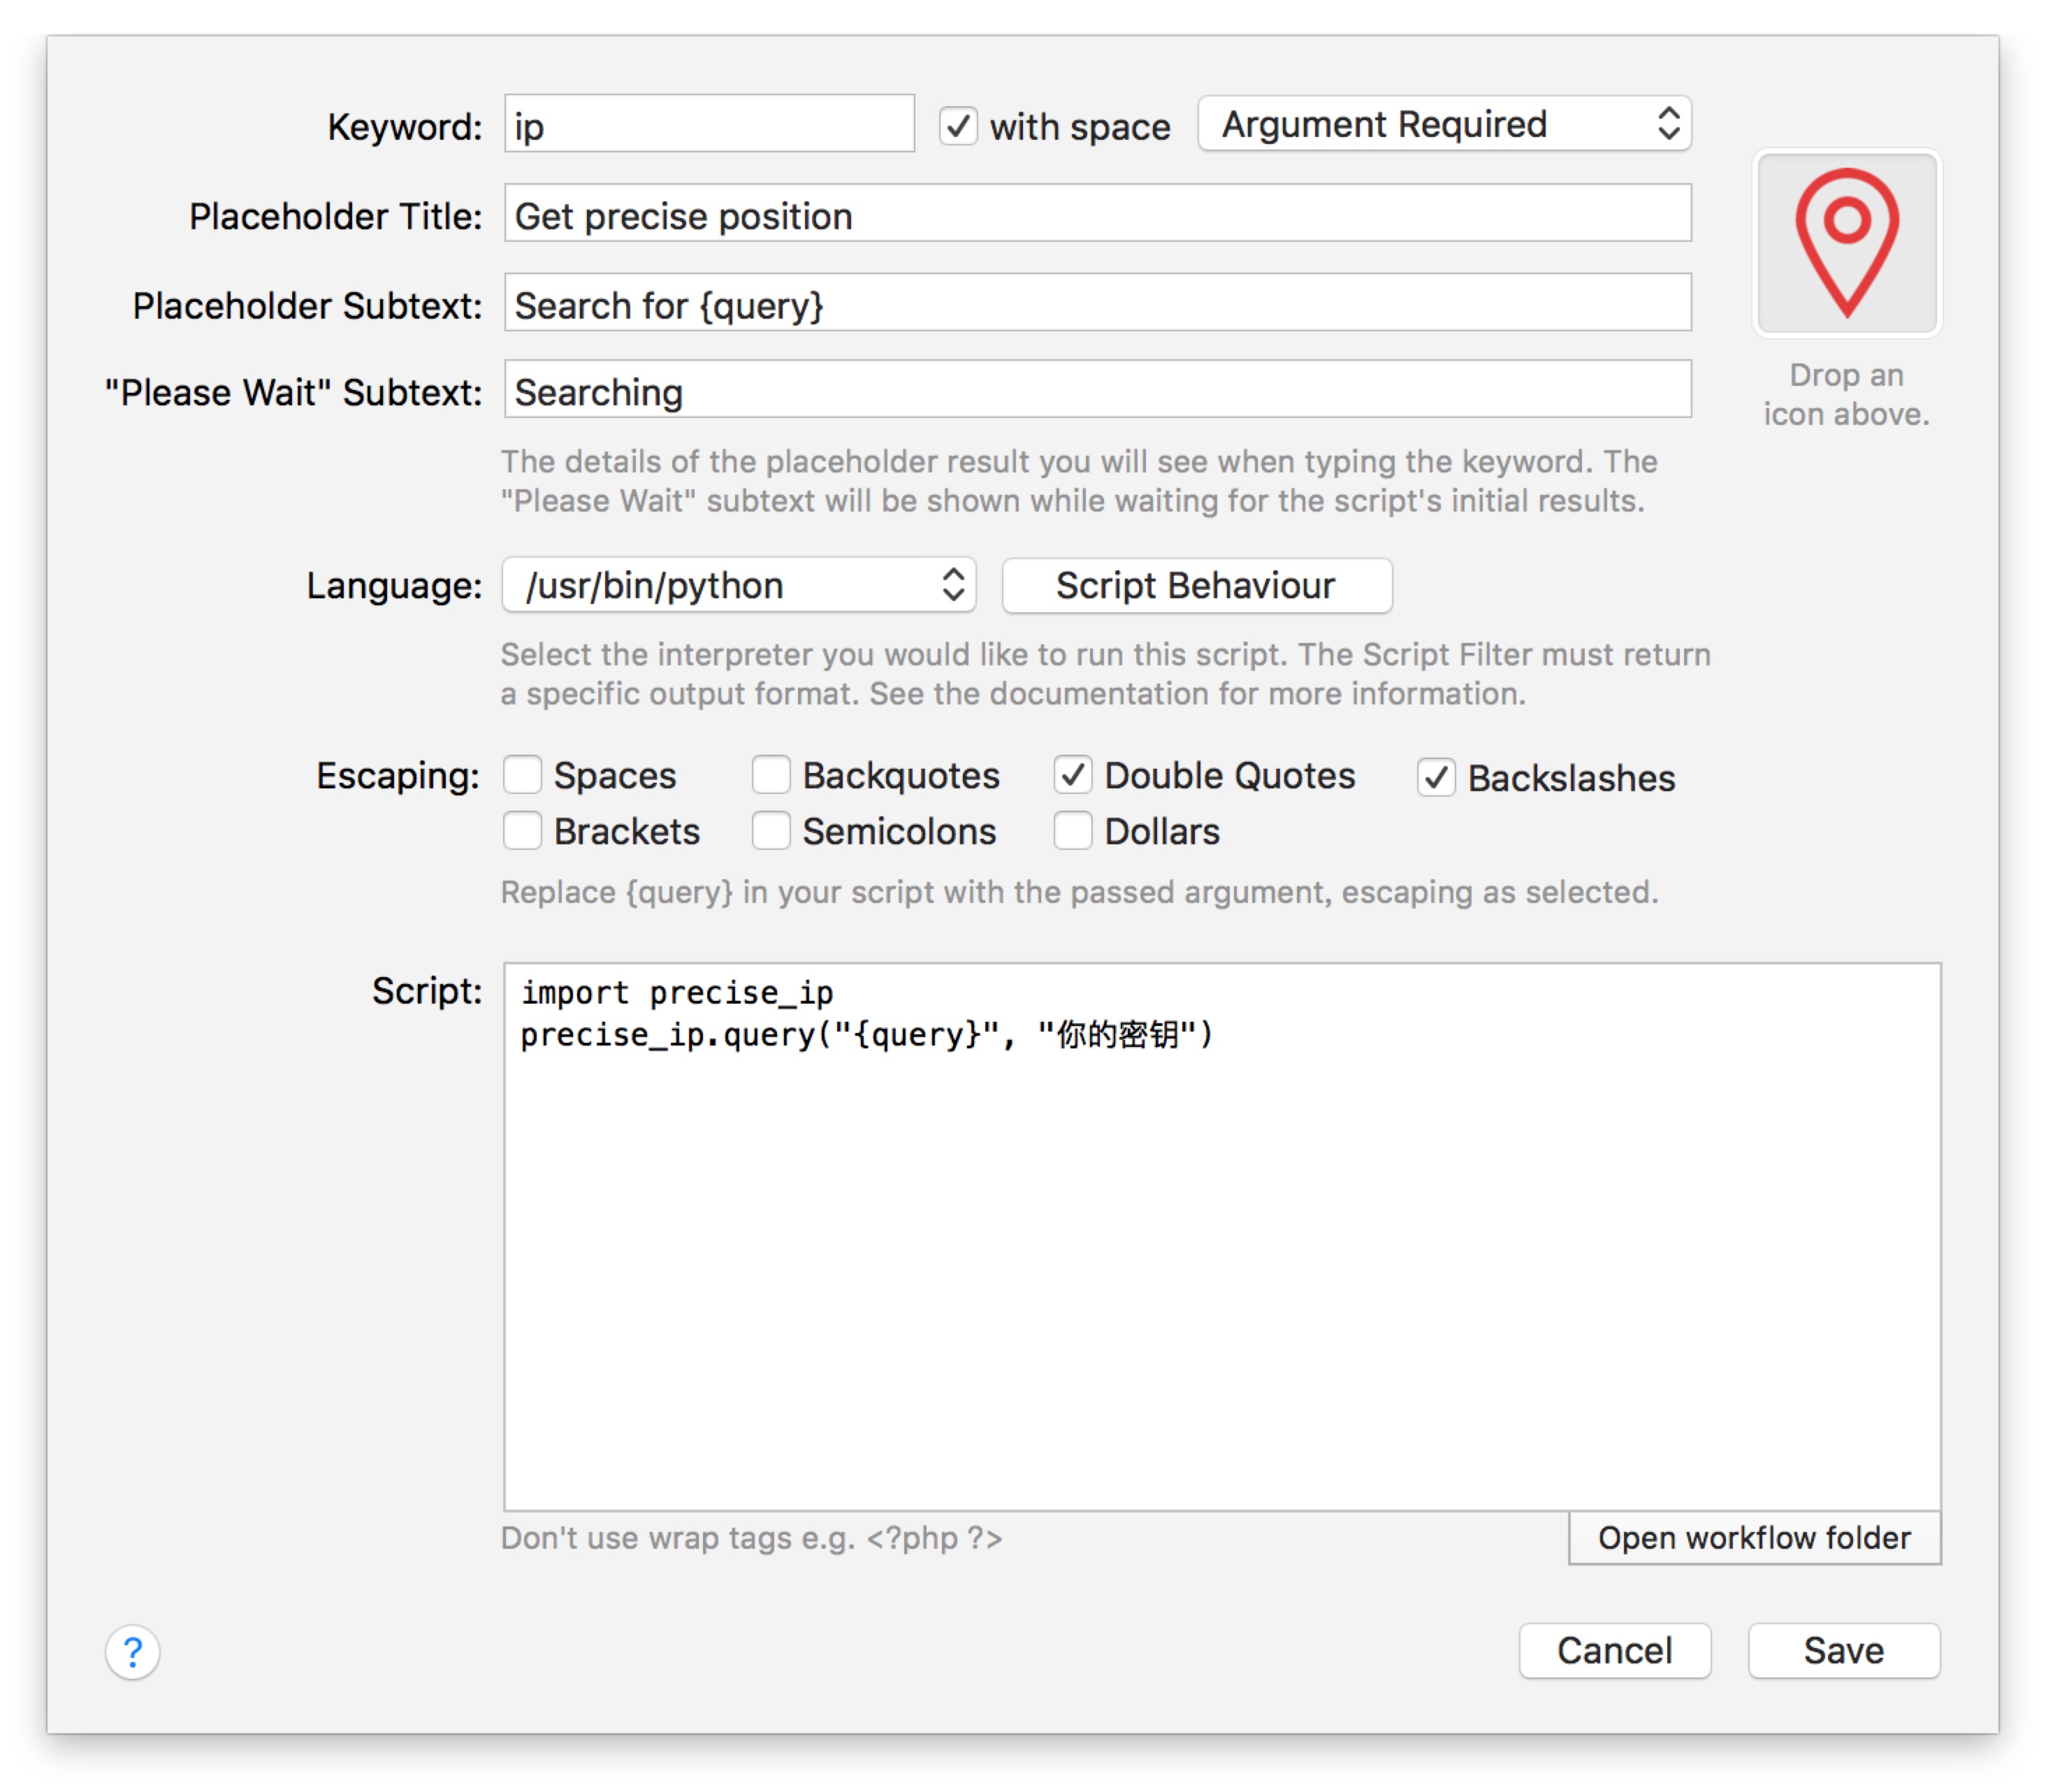 Keyword: ip with space Argument Required
Placeholder Title: Get precise position
Placeholder Subtext: Search for {query}
"Please Wait" Subtext: Searching
Drop an
icon above.
The details of the placeholder result you will see when typing the keyword. The
"Please Wait" subtext will be shown while waiting for the script's initial results.
Language: /usr/bin/python Script Behaviour
Select the interpreter you would like to run this script. The Script Filter must return
a specific output format. See the documentation for more information.
Escaping: Spaces Backquotes Double Quotes Backslashes
Brackets Semicolons Dollars
Replace {query} in your script with the passed argument, escaping as selected.
Script: import precise_ip
precise_ip.query("{query}", "你的密钥")
Don't use wrap tags e.g. <?php ?> Open workflow folder
? Cancel Save